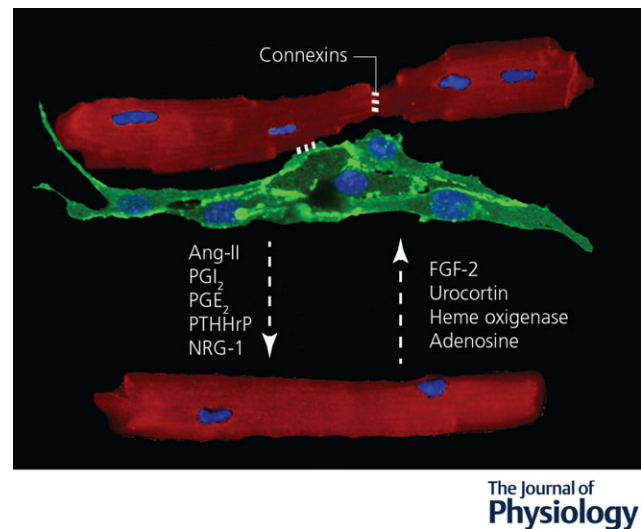 Connexins
Ang-II
PGI₂
PGE₂
PTHHrP
NRG-1
FGF-2
Urocortin
Heme oxigenase
Adenosine
The Journal of
Physiology